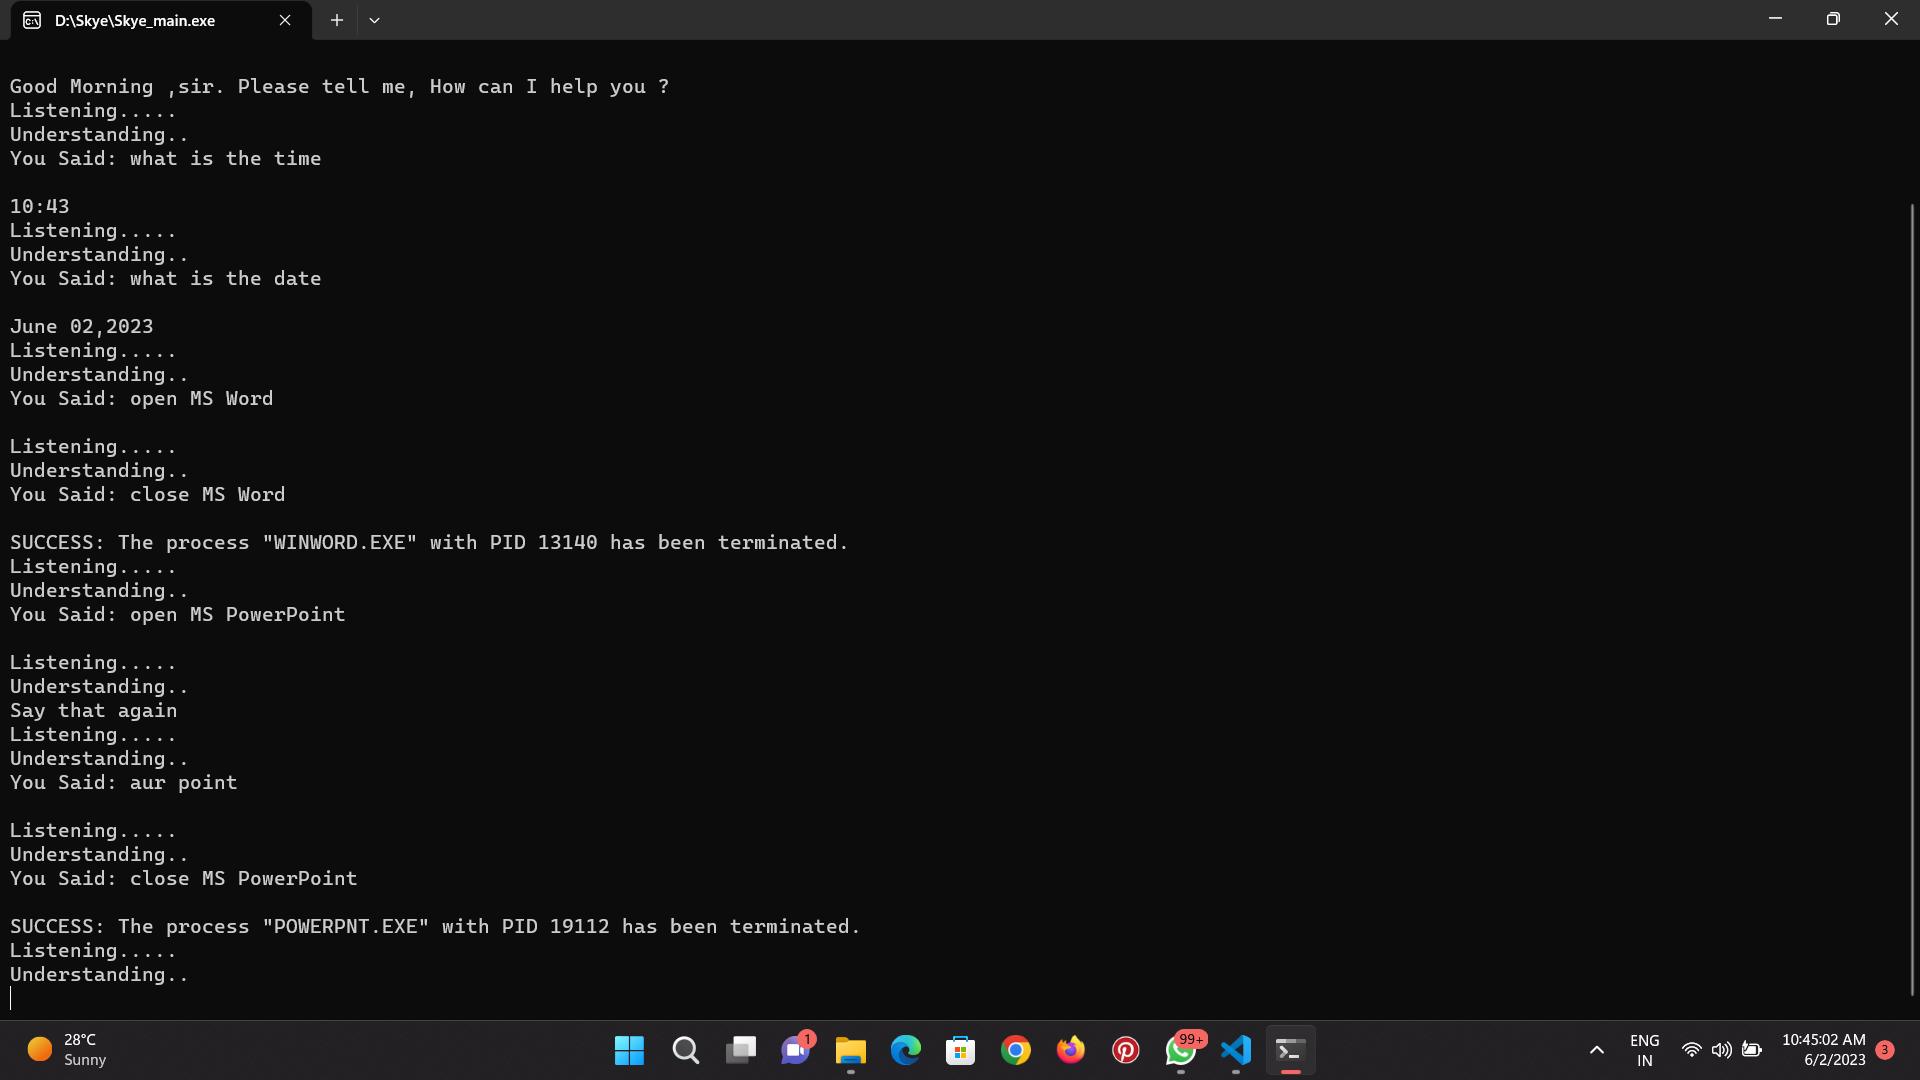 D:\Skye\Skye_main.exe
Good Morning ,sir. Please tell me, How can I help you ?
Listening.....
Understanding..
You Said: what is the time
10:43
Listening.....
Understanding..
You Said: what is the date
June 02,2023
Listening.....
Understanding..
You Said: open MS Word
Listening.....
Understanding..
You Said: close MS Word
SUCCESS: The process "WINWORD.EXE" with PID 13140 has been terminated.
Listening.....
Understanding..
You Said: open MS PowerPoint
Listening.....
Understanding..
Say that again
Listening.....
Understanding..
You Said: aur point
Listening.....
Understanding..
You Said: close MS PowerPoint
SUCCESS: The process "POWERPNT.EXE" with PID 19112 has been terminated.
Listening.....
Understanding..
28°C
Sunny
1
99+
ENG
IN
10:45:02 AM
6/2/2023
3